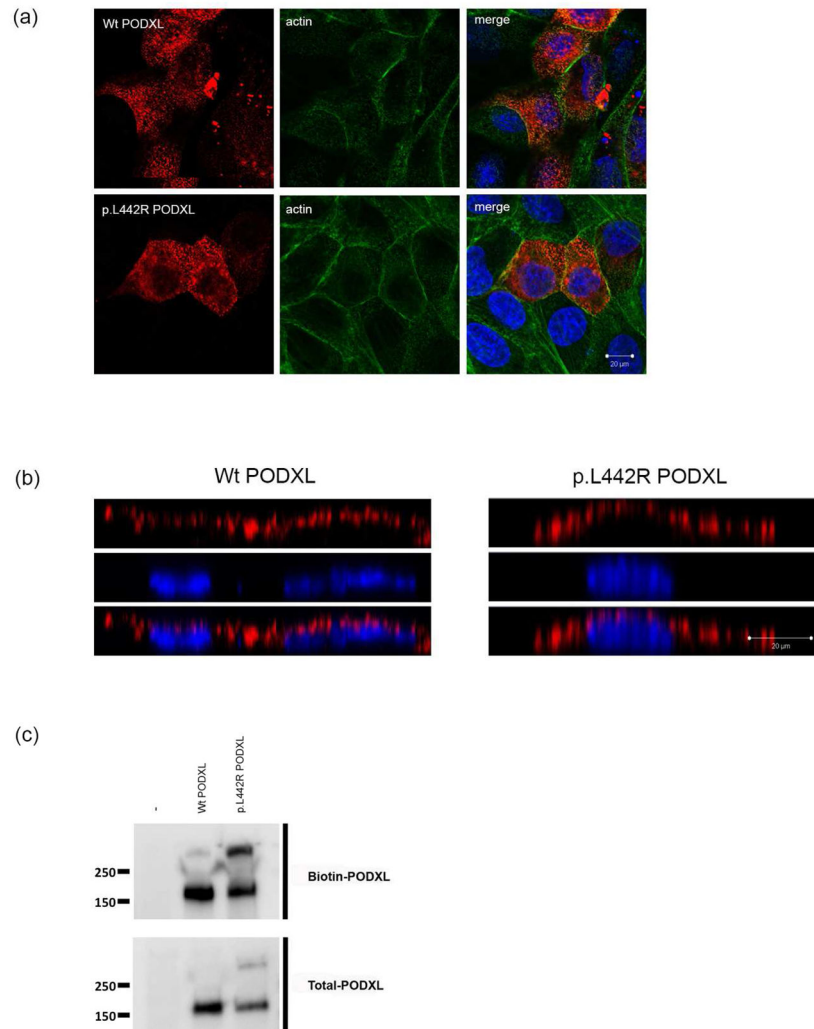 (a)
Wt PODXL
actin
merge
p.L442R PODXL
actin
merge
20 µm
(b)
Wt PODXL
p.L442R PODXL
20 µm
(c)
-
Wt PODXL
p.L442R PODXL
250
150
Biotin-PODXL
250
150
Total-PODXL